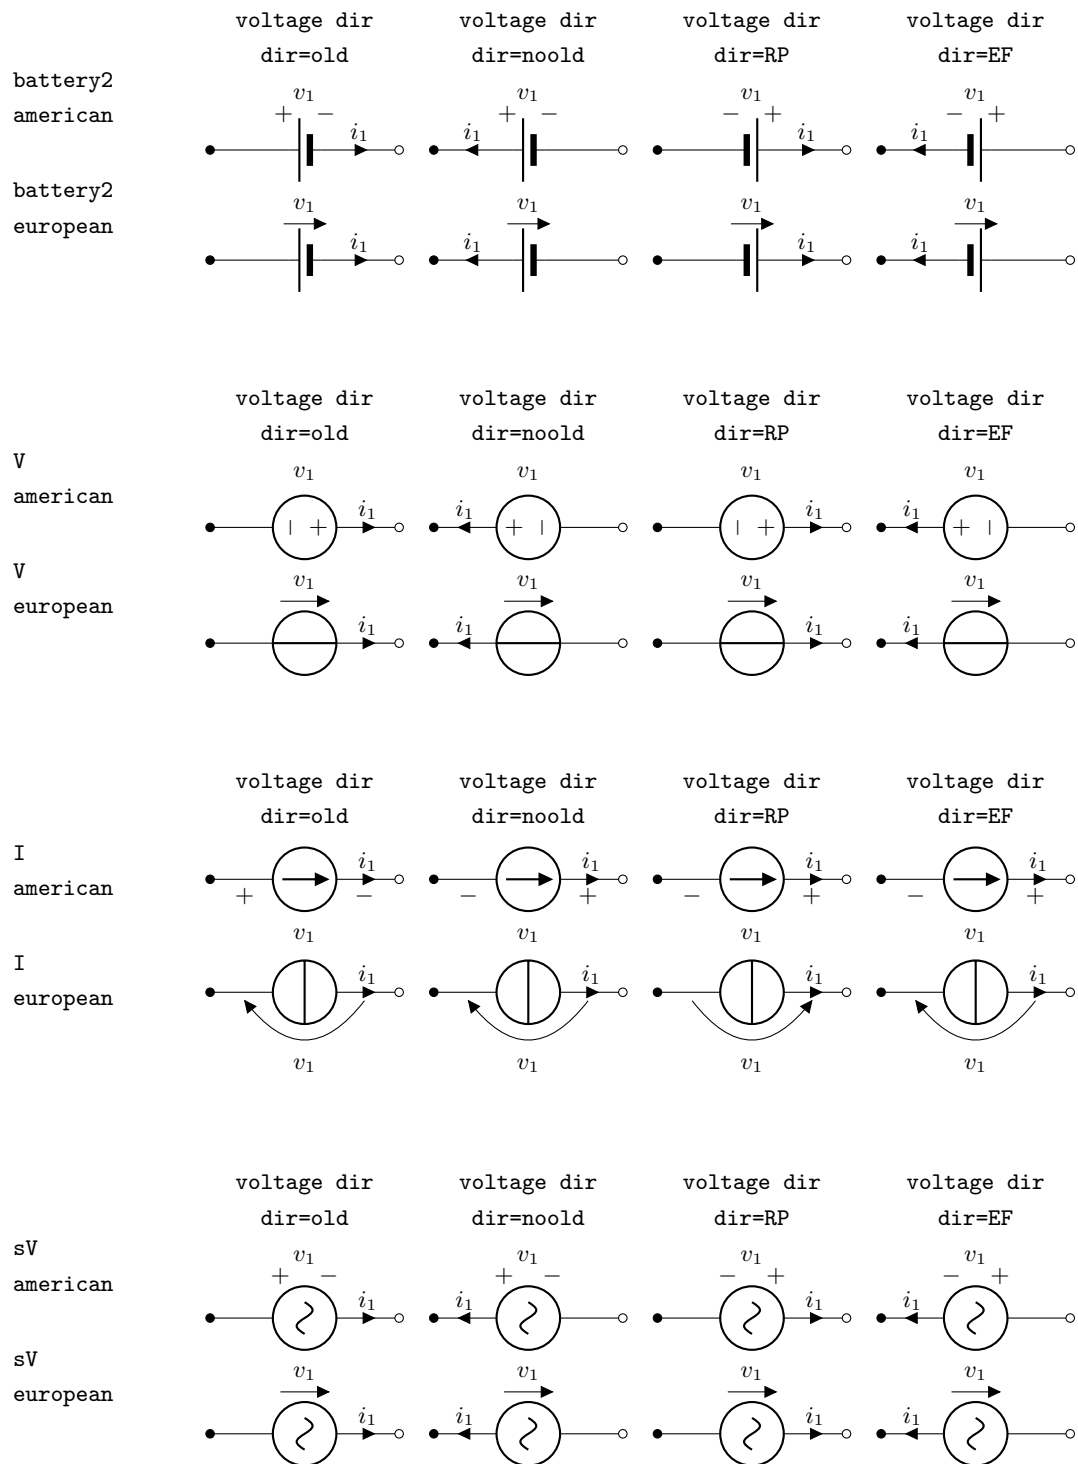 voltage dir voltage dir voltage dir voltage dir
dir=old dir=noold dir=RP dir=EF
battery2
v₁ v₁ v₁ v₁
american + − + − − + − +
i₁ i₁ i₁ i₁
battery2
v₁ v₁ v₁ v₁
european
i₁ i₁ i₁ i₁
voltage dir voltage dir voltage dir voltage dir
dir=old dir=noold dir=RP dir=EF
V
v₁ v₁ v₁ v₁
american
i₁ i₁ i₁ i₁
− + + − − + + −
V
v₁ v₁ v₁ v₁
european
i₁ i₁ i₁ i₁
voltage dir voltage dir voltage dir voltage dir
dir=old dir=noold dir=RP dir=EF
I
i₁ i₁ i₁ i₁
american + − − + − + − +
v₁ v₁ v₁ v₁
I
i₁ i₁ i₁ i₁
european
v₁ v₁ v₁ v₁
voltage dir voltage dir voltage dir voltage dir
dir=old dir=noold dir=RP dir=EF
sV
v₁ v₁ v₁ v₁
american + − + − − + − +
i₁ i₁ i₁ i₁
sV
v₁ v₁ v₁ v₁
european
i₁ i₁ i₁ i₁